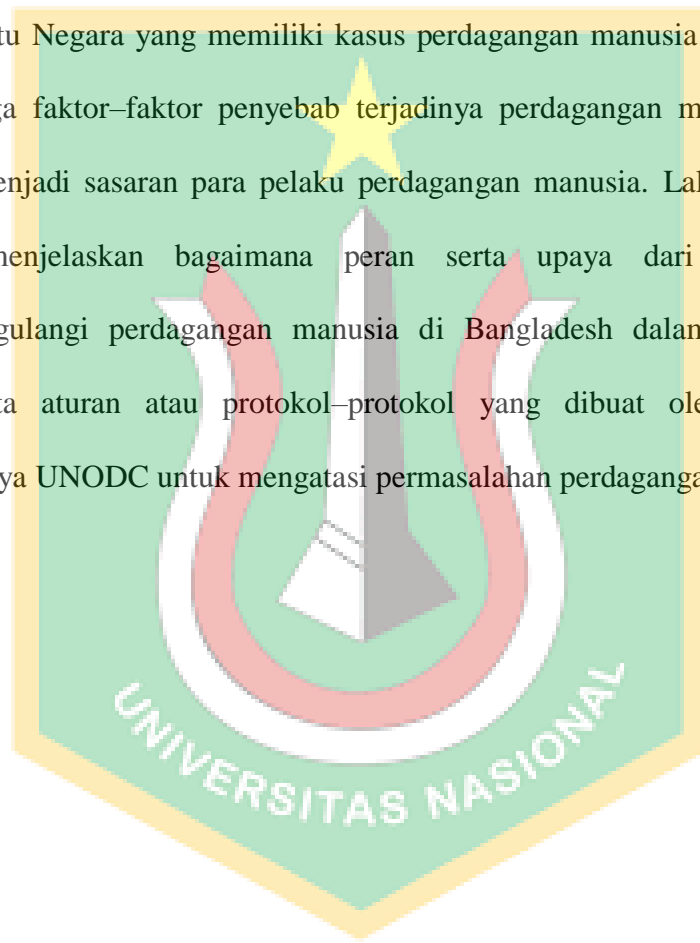 tu Negara yang memiliki kasus perdagangan manusia
ga faktor–faktor penyebab terjadinya perdagangan m
enjadi sasaran para pelaku perdagangan manusia. Lal
menjelaskan bagaimana peran serta upaya dari
gulangi perdagangan manusia di Bangladesh dalam
ta aturan atau protokol–protokol yang dibuat ole
ya UNODC untuk mengatasi permasalahan perdaganga
UNIVERSITAS NASIONAL